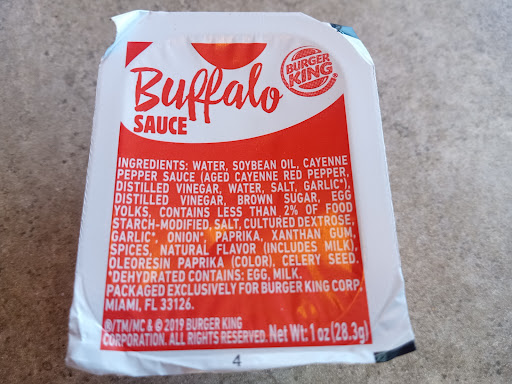 Buffalo
SAUCE
BURGER
KING
®
INGREDIENTS: WATER, SOYBEAN OIL, CAYENNE
PEPPER SAUCE (AGED CAYENNE RED PEPPER,
DISTILLED VINEGAR, WATER, SALT, GARLIC*),
DISTILLED VINEGAR, BROWN SUGAR, EGG
YOLKS, CONTAINS LESS THAN 2% OF FOOD
STARCH-MODIFIED, SALT, CULTURED DEXTROSE,
GARLIC*, ONION*, PAPRIKA, XANTHAN GUM,
SPICES, NATURAL FLAVOR (INCLUDES MILK),
OLEORESIN PAPRIKA (COLOR), CELERY SEED.
*DEHYDRATED CONTAINS: EGG, MILK.
PACKAGED EXCLUSIVELY FOR BURGER KING CORP.
MIAMI, FL 33126.
®/TM/MC & © 2019 BURGER KING
CORPORATION. ALL RIGHTS RESERVED. Net Wt: 1 oz (28.3g)
4